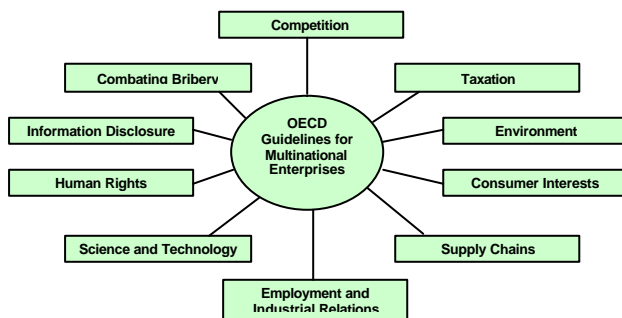 Competition
Combating Bribery
Taxation
OECD
Guidelines for
Multinational
Enterprises
Information Disclosure
Environment
Human Rights
Consumer Interests
Science and Technology
Supply Chains
Employment and
Industrial Relations